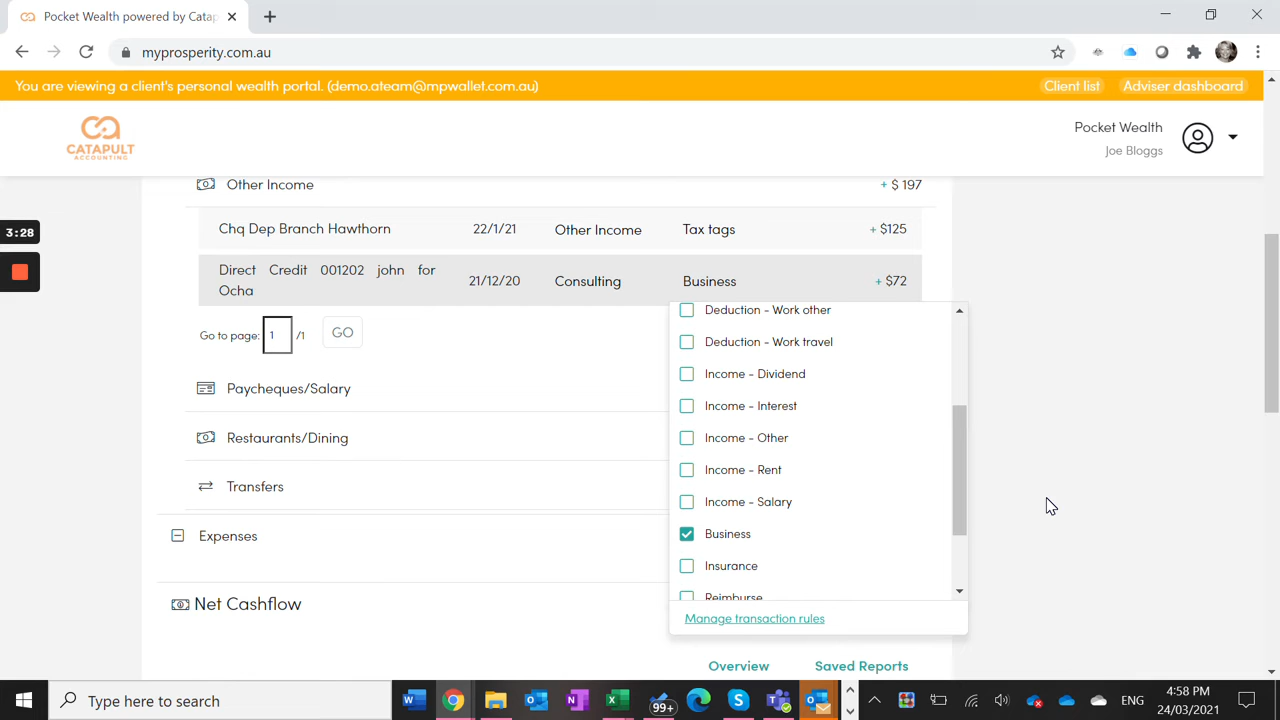 Pocket Wealth powered by Catap
myprosperity.com.au
You are viewing a client's personal wealth portal. (demo.ateam@mpwallet.com.au)
Client list
Adviser dashboard
CATAPULT
ACCOUNTING
Pocket Wealth
Joe Bloggs
Other Income
+ $ 197
3:28
Chq Dep Branch Hawthorn 22/1/21 Other Income Tax tags + $125
Direct Credit 001202 john for
Ocha
21/12/20 Consulting Business + $72
Go to page: 1 /1 GO
Paycheques/Salary
Restaurants/Dining
Transfers
Expenses
Net Cashflow
Deduction - Work other
Deduction - Work travel
Income - Dividend
Income - Interest
Income - Other
Income - Rent
Income - Salary
Business
Insurance
Reimburse
Manage transaction rules
Overview Saved Reports
Type here to search
99+
ENG
4:58 PM
24/03/2021